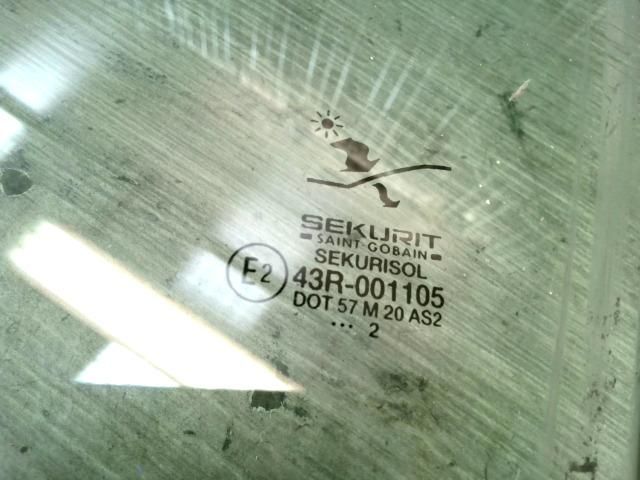 SEKURIT
SAINT-GOBAIN
SEKURISOL
E2 43R-001105
DOT 57 M 20 AS2
... 2